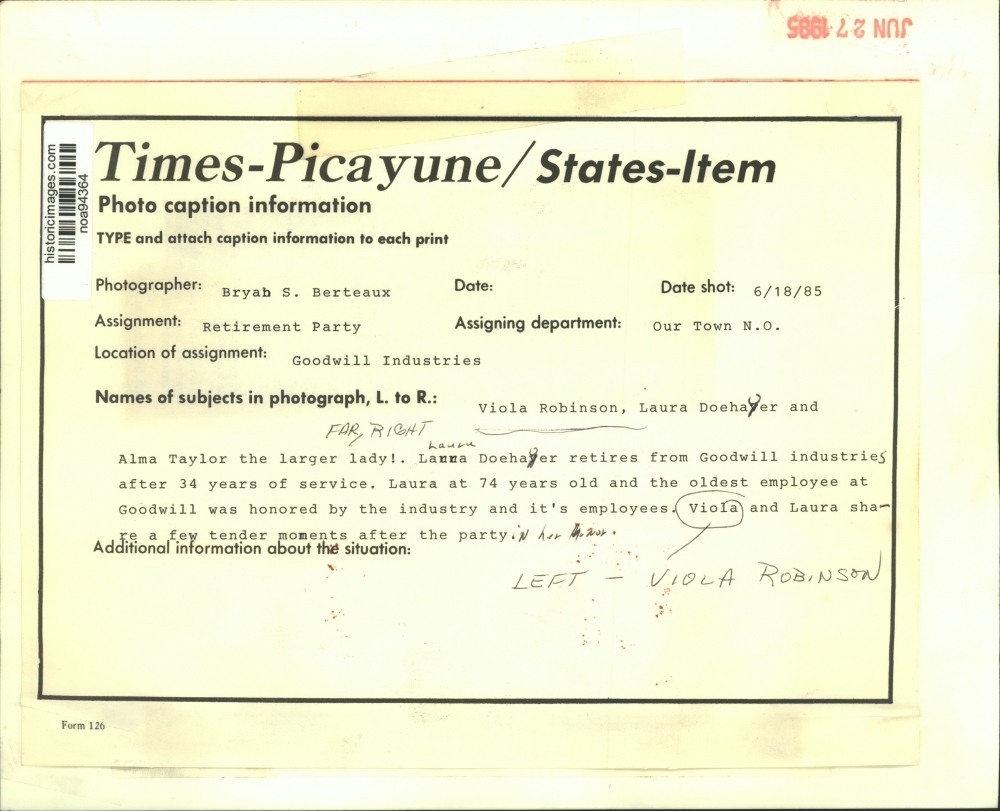 JUN 27 1985
historicimages.com
noa94364
Times-Picayune/States-Item
Photo caption information
TYPE and attach caption information to each print
Photographer: Bryab S. Berteaux Date: Date shot: 6/18/85
Assignment: Retirement Party Assigning department: Our Town N.O.
Location of assignment: Goodwill Industries
Names of subjects in photograph, L. to R.: Viola Robinson, Laura Doehayer and
FAR RIGHT
Laura
Alma Taylor the larger lady!. Lanna Doehayer retires from Goodwill industries
after 34 years of service. Laura at 74 years old and the oldest employee at
Goodwill was honored by the industry and it's employees. Viola and Laura sha-
re a few tender moments after the party in her honor.
Additional information about the situation:
LEFT — VIOLA ROBINSON
Form 126